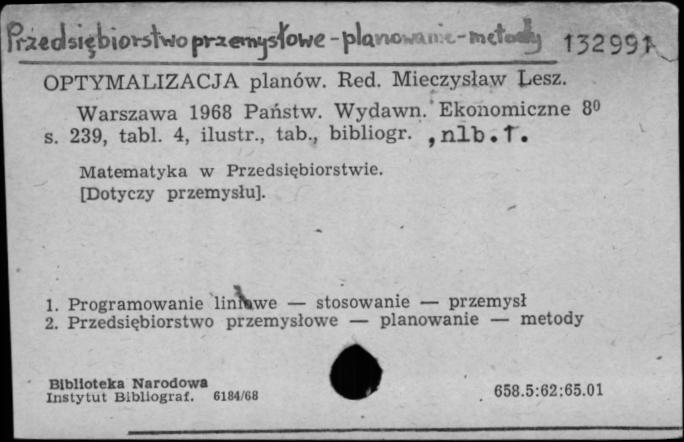 Przedsiębiorstwo przemysłowe - planowanie - metody 132991
OPTYMALIZACJA planów. Red. Mieczysław Lesz.
Warszawa 1968 Państw. Wydawn. Ekonomiczne 8⁰
s. 239, tabl. 4, ilustr., tab., bibliogr. , nlb. 1.
Matematyka w Przedsiębiorstwie.
[Dotyczy przemysłu].
1. Programowanie liniowe — stosowanie — przemysł
2. Przedsiębiorstwo przemysłowe — planowanie — metody
Biblioteka Narodowa
Instytut Bibliograf. 6184/68 658.5:62:65.01